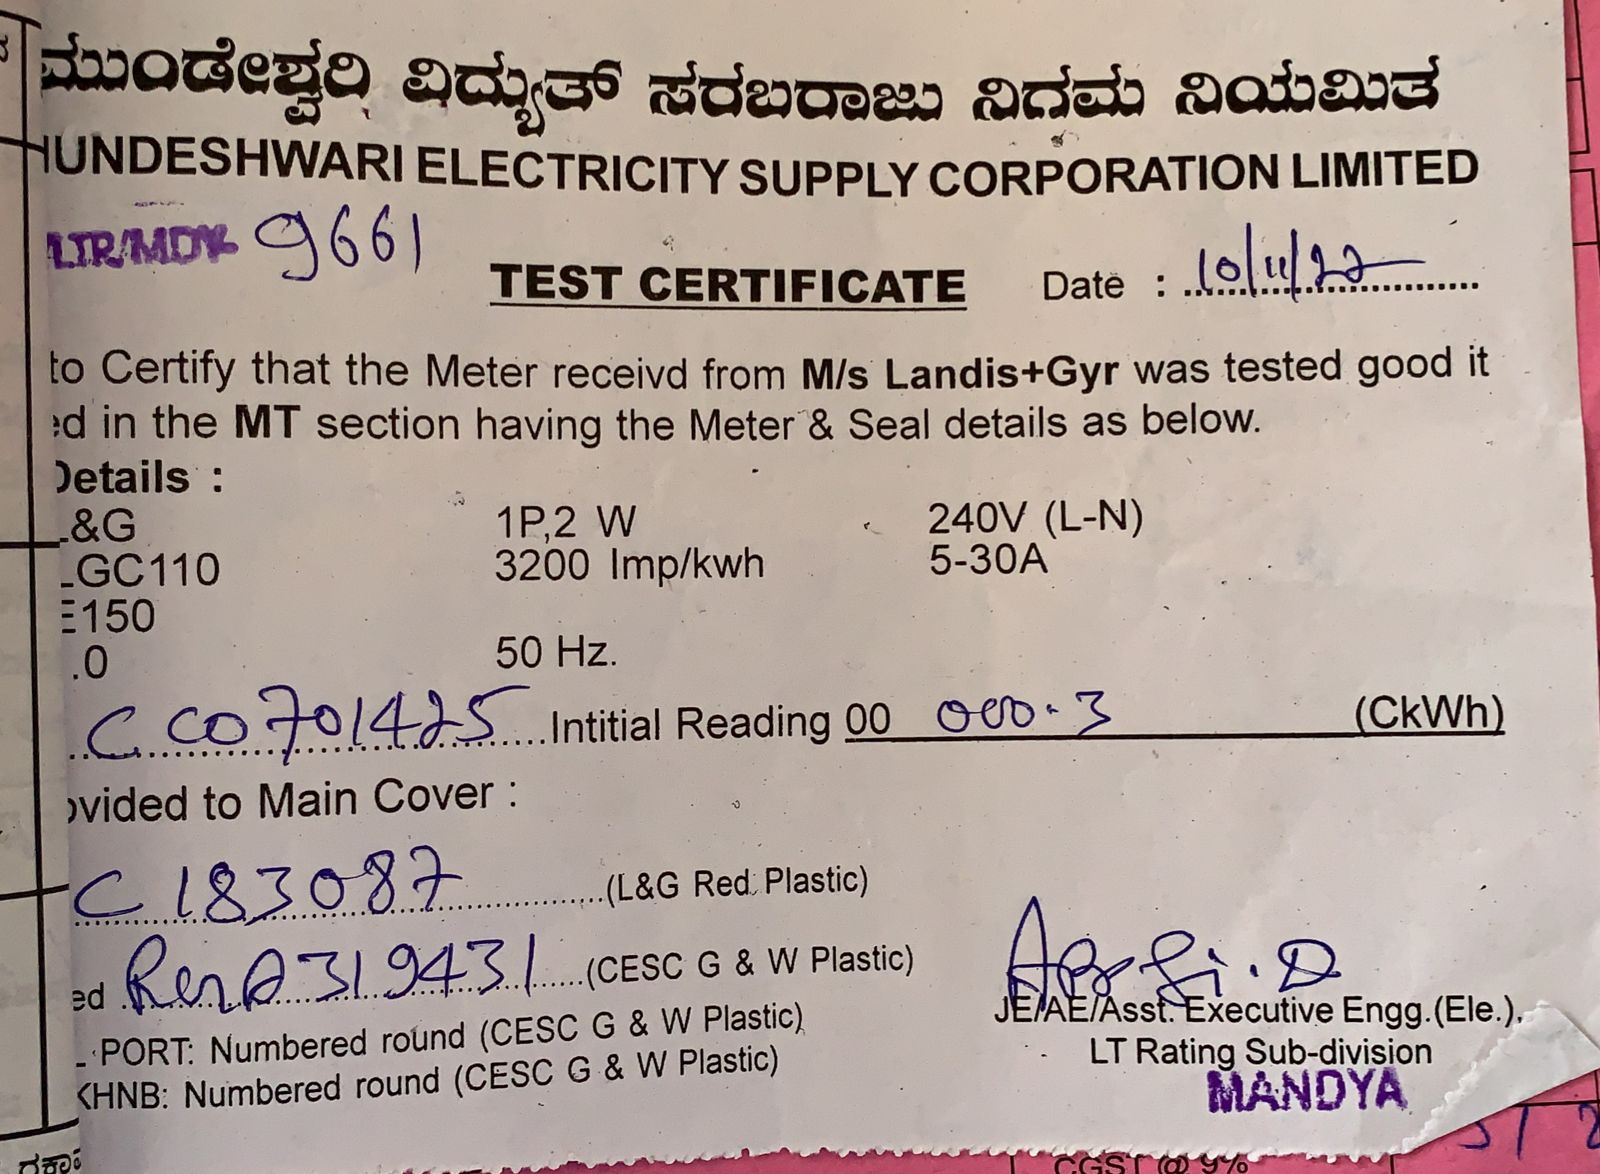 ಮುಂಡೇಶ್ವರಿ ವಿದ್ಯುತ್ ಸರಬರಾಜು ನಿಗಮ ನಿಯಮಿತ
HUNDESHWARI ELECTRICITY SUPPLY CORPORATION LIMITED
LTR/MDY 9661
TEST CERTIFICATE Date : 10/11/22
to Certify that the Meter receivd from M/s Landis+Gyr was tested good it
ed in the MT section having the Meter & Seal details as below.
Details :
L&G 1P,2 W 240V (L-N)
LGC110 3200 Imp/kwh 5-30A
E150
.0 50 Hz.
C CO701425 Intitial Reading 00 000.3 (CkWh)
ovided to Main Cover :
C 183087 (L&G Red Plastic)
ed 319431 (CESC G & W Plastic)
PORT: Numbered round (CESC G & W Plastic)
KHNB: Numbered round (CESC G & W Plastic)
JE/AE/Asst. Executive Engg.(Ele.).
LT Rating Sub-division
MANDYA
CGST @ 9%